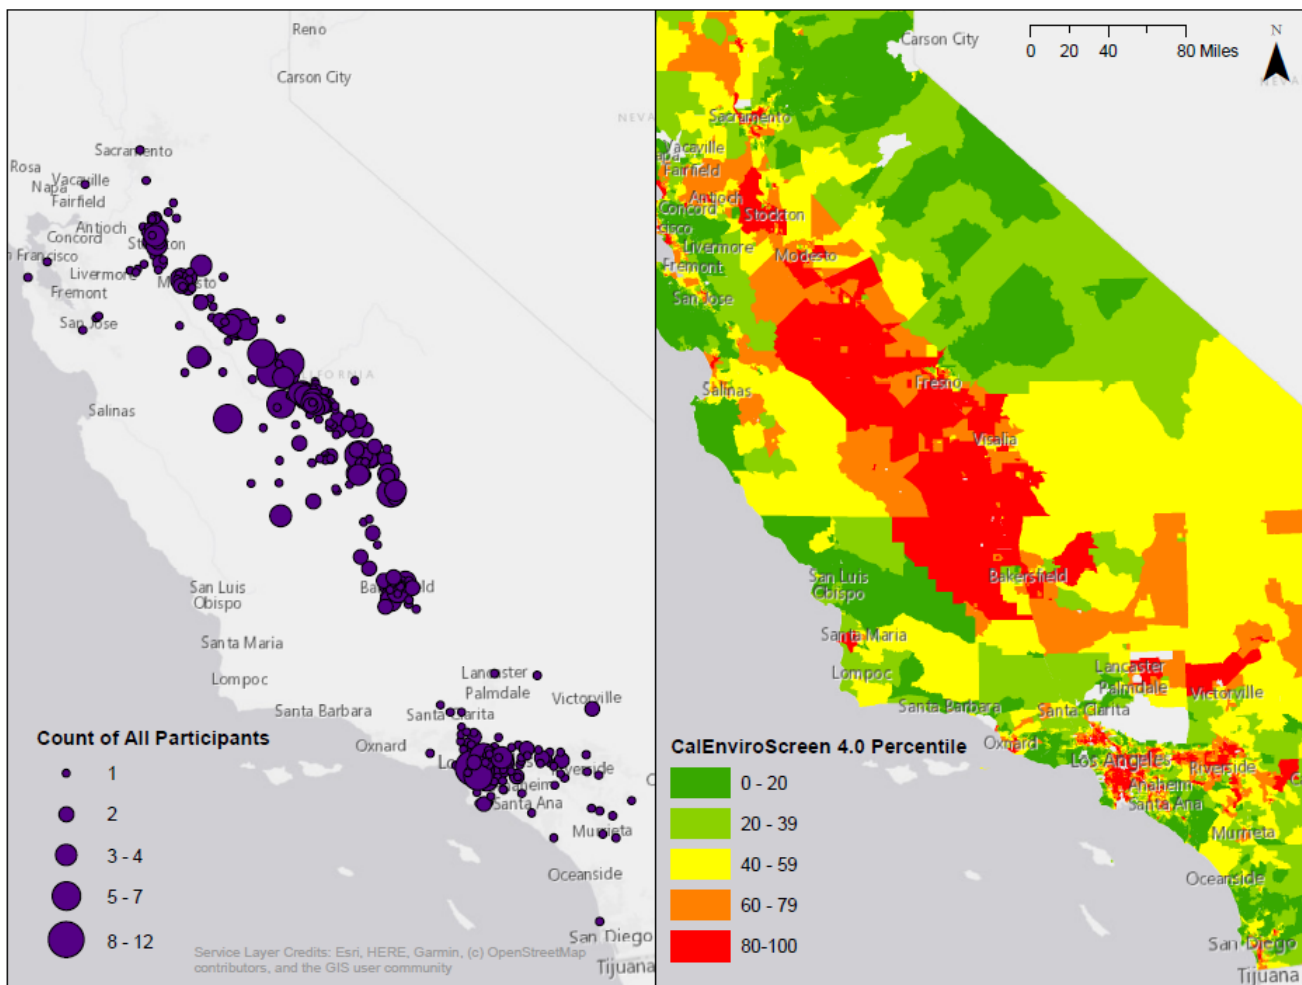 Reno
Carson City
NEVA
Sacramento
Rosa
Napa
Vacaville
Fairfield
Antioch
Concord
n Francisco
Livermore
Fremont
San Jose
Salinas
San Luis
Obispo
Santa Maria
Lompoc
Santa Barbara
Lancaster
Palmdale
Victorville
Santa Clarita
Oxnard
Santa Ana
Murrieta
Oceanside
San Diego
Tijuana
Count of All Participants
1
2
3 - 4
5 - 7
8 - 12
Service Layer Credits: Esri, HERE, Garmin, (c) OpenStreetMap
contributors, and the GIS user community
Carson City
0 20 40 80 Miles
N
NEVA
Sacramento
Vacaville
Fairfield
Antioch
Concord
Stockton
Livermore
Modesto
Fremont
San Jose
Fresno
Salinas
Visalia
San Luis
Obispo
Bakersfield
Santa Maria
Lompoc
Lancaster
Palmdale
Victorville
Santa Barbara
Santa Clarita
Oxnard
Los Angeles
Riverside
Anaheim
Santa Ana
Murrieta
Oceanside
San Diego
Tijuana
CalEnviroScreen 4.0 Percentile
0 - 20
20 - 39
40 - 59
60 - 79
80-100